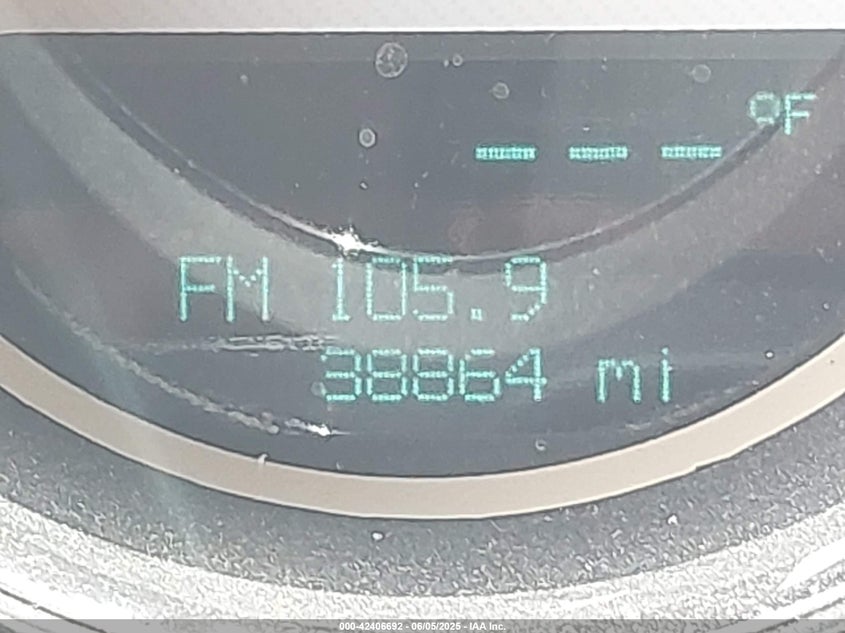 --- °F
FM 105.9
38864 mi
000-42406692 - 06/05/2025 - IAA Inc.